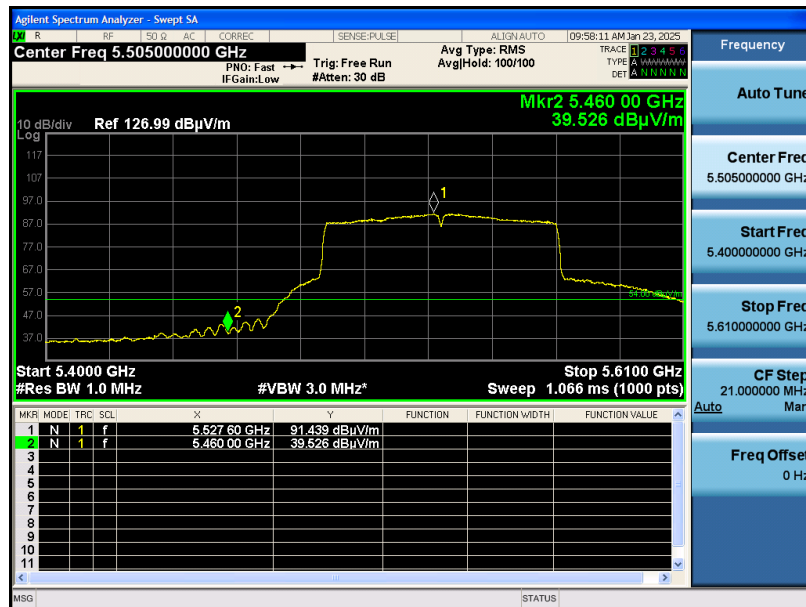 Agilent Spectrum Analyzer - Swept SA
LXI R RF 50 Ω AC CORREC SENSE:PULSE ALIGN AUTO 09:58:11 AM Jan 23, 2025
Center Freq 5.505000000 GHz
PNO: Fast
IFGain:Low
Trig: Free Run
#Atten: 30 dB
Avg Type: RMS
Avg|Hold: 100/100
TRACE 1 2 3 4 5 6
TYPE A WWWWW
DET A N N N N N
Mkr2 5.460 00 GHz
39.526 dBµV/m
10 dB/div Ref 126.99 dBµV/m
Log
117
107
97.0
87.0
77.0
67.0
57.0
47.0
37.0
1
2
54.00 dBµV/m
Start 5.4000 GHz Stop 5.6100 GHz
#Res BW 1.0 MHz #VBW 3.0 MHz* Sweep 1.066 ms (1000 pts)
MKR MODE TRC SCL X Y FUNCTION FUNCTION WIDTH FUNCTION VALUE
1 N 1 f 5.527 60 GHz 91.439 dBµV/m
2 N 1 f 5.460 00 GHz 39.526 dBµV/m
3
4
5
6
7
8
9
10
11
MSG STATUS
Frequency
Auto Tune
Center Freq
5.505000000 GHz
Start Freq
5.400000000 GHz
Stop Freq
5.610000000 GHz
CF Step
21.000000 MHz
Auto Man
Freq Offset
0 Hz